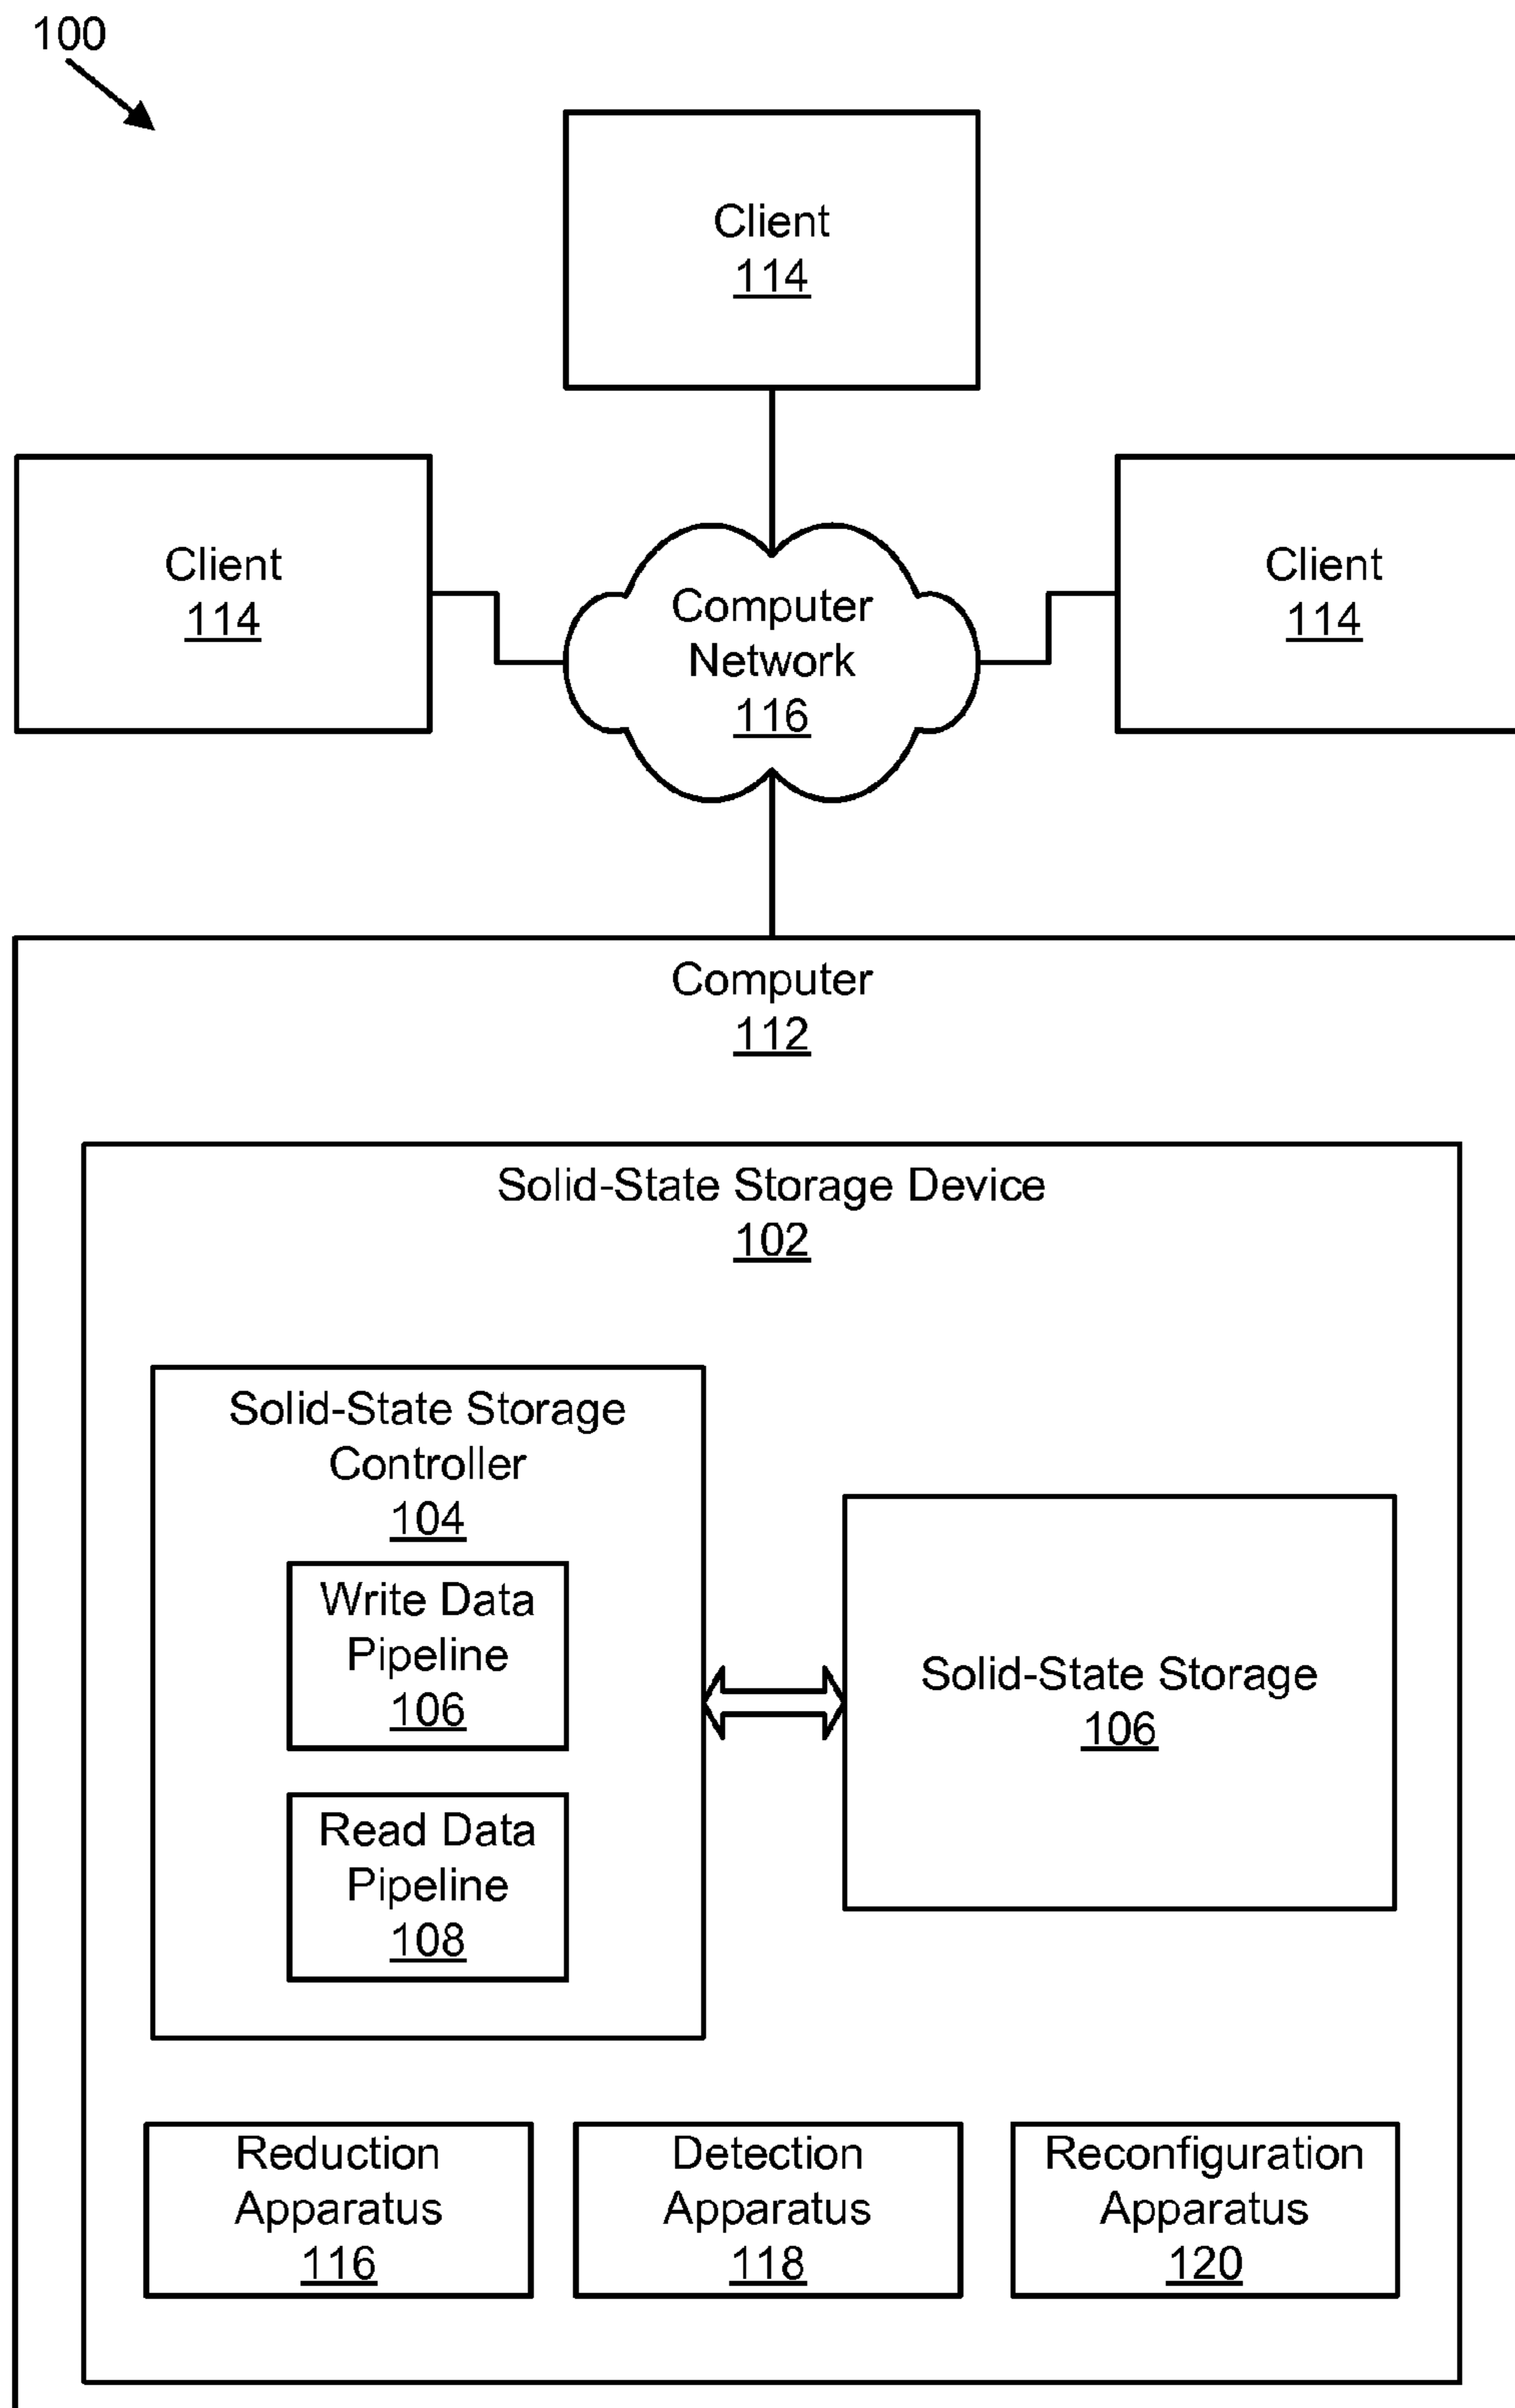 100
Client
114
Client
114
Client
114
Computer
Network
116
Computer
112
Solid-State Storage Device
102
Solid-State Storage
Controller
104
Write Data
Pipeline
106
Read Data
Pipeline
108
Solid-State Storage
106
Reduction
Apparatus
116
Detection
Apparatus
118
Reconfiguration
Apparatus
120